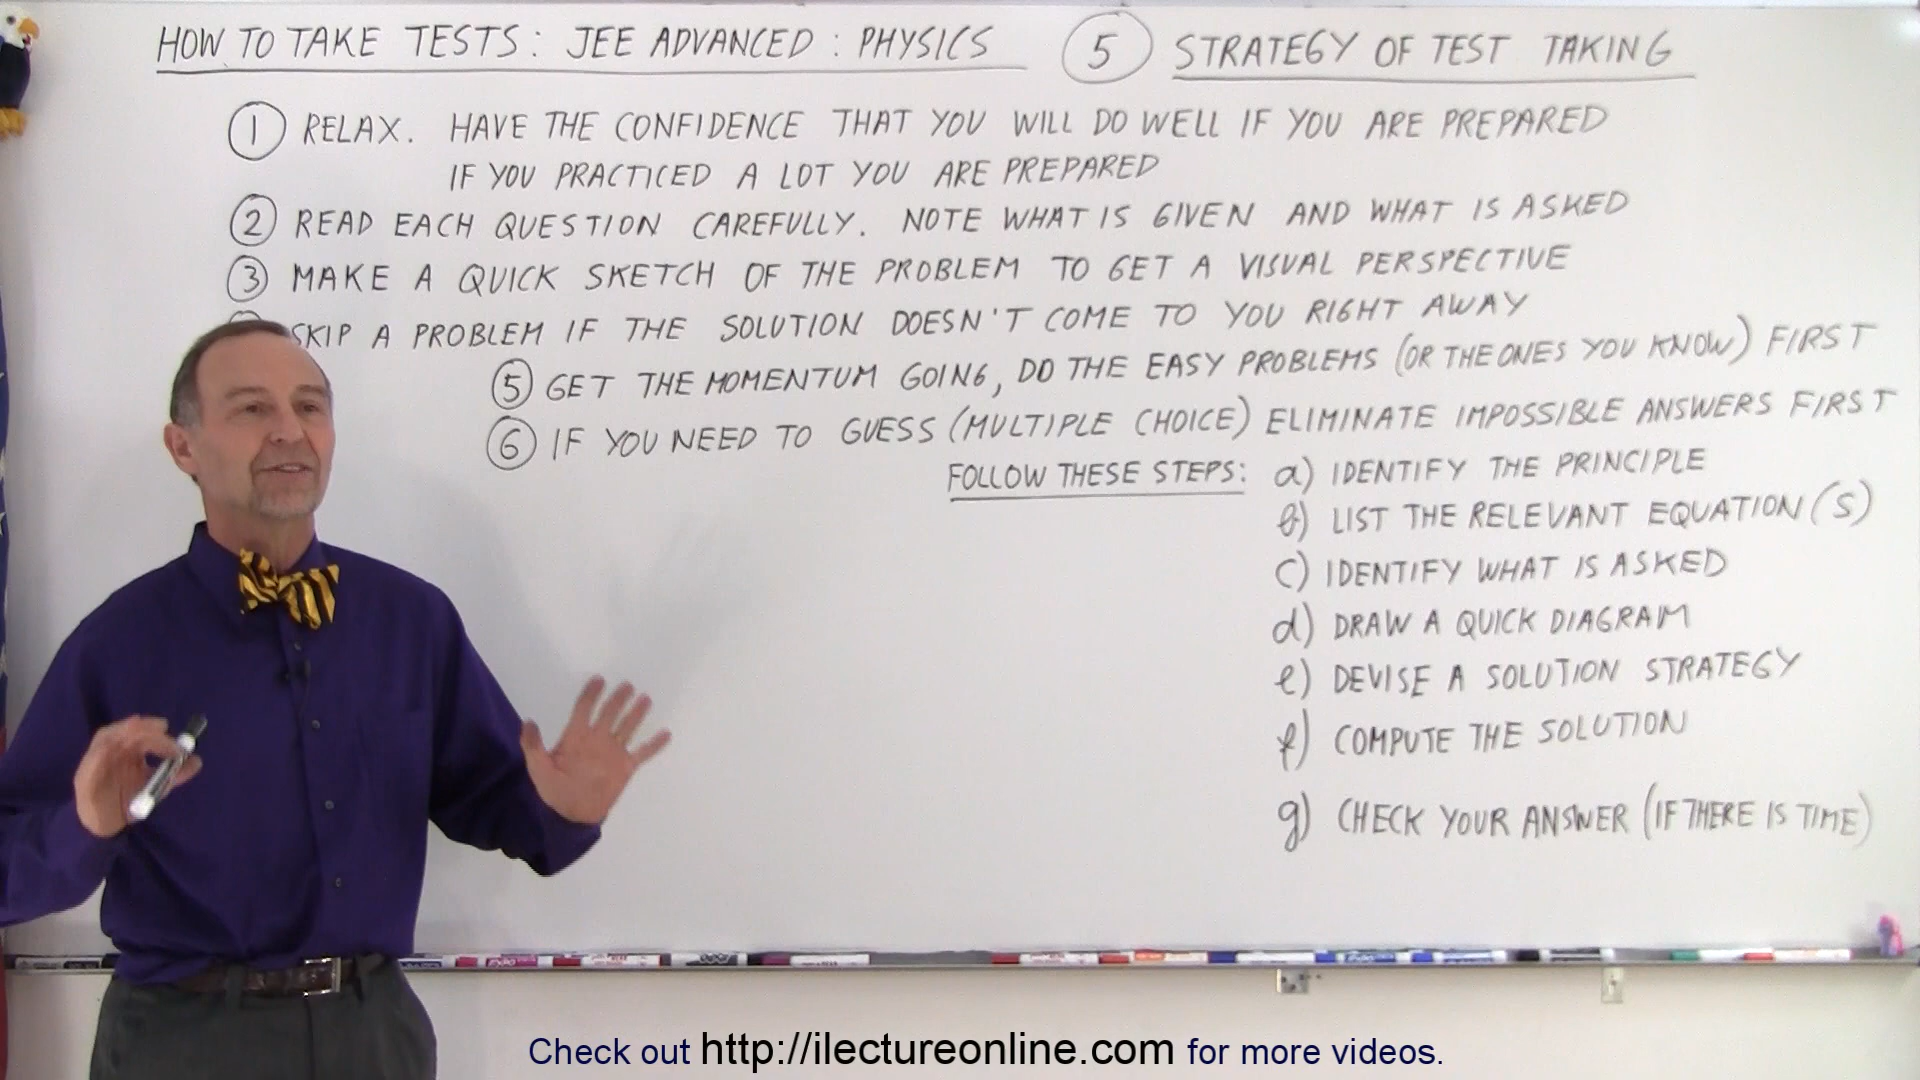 HOW TO TAKE TESTS: JEE ADVANCED: PHYSICS 5 STRATEGY OF TEST TAKING
1 RELAX. HAVE THE CONFIDENCE THAT YOU WILL DO WELL IF YOU ARE PREPARED
IF YOU PRACTICED A LOT YOU ARE PREPARED
2 READ EACH QUESTION CAREFULLY. NOTE WHAT IS GIVEN AND WHAT IS ASKED
3 MAKE A QUICK SKETCH OF THE PROBLEM TO GET A VISUAL PERSPECTIVE
SKIP A PROBLEM IF THE SOLUTION DOESN'T COME TO YOU RIGHT AWAY
5 GET THE MOMENTUM GOING, DO THE EASY PROBLEMS (OR THE ONES YOU KNOW) FIRST
6 IF YOU NEED TO GUESS (MULTIPLE CHOICE) ELIMINATE IMPOSSIBLE ANSWERS FIRST
FOLLOW THESE STEPS: a) IDENTIFY THE PRINCIPLE
b) LIST THE RELEVANT EQUATION(S)
c) IDENTIFY WHAT IS ASKED
d) DRAW A QUICK DIAGRAM
e) DEVISE A SOLUTION STRATEGY
f) COMPUTE THE SOLUTION
g) CHECK YOUR ANSWER (IF THERE IS TIME)
Check out http://ilectureonline.com for more videos.